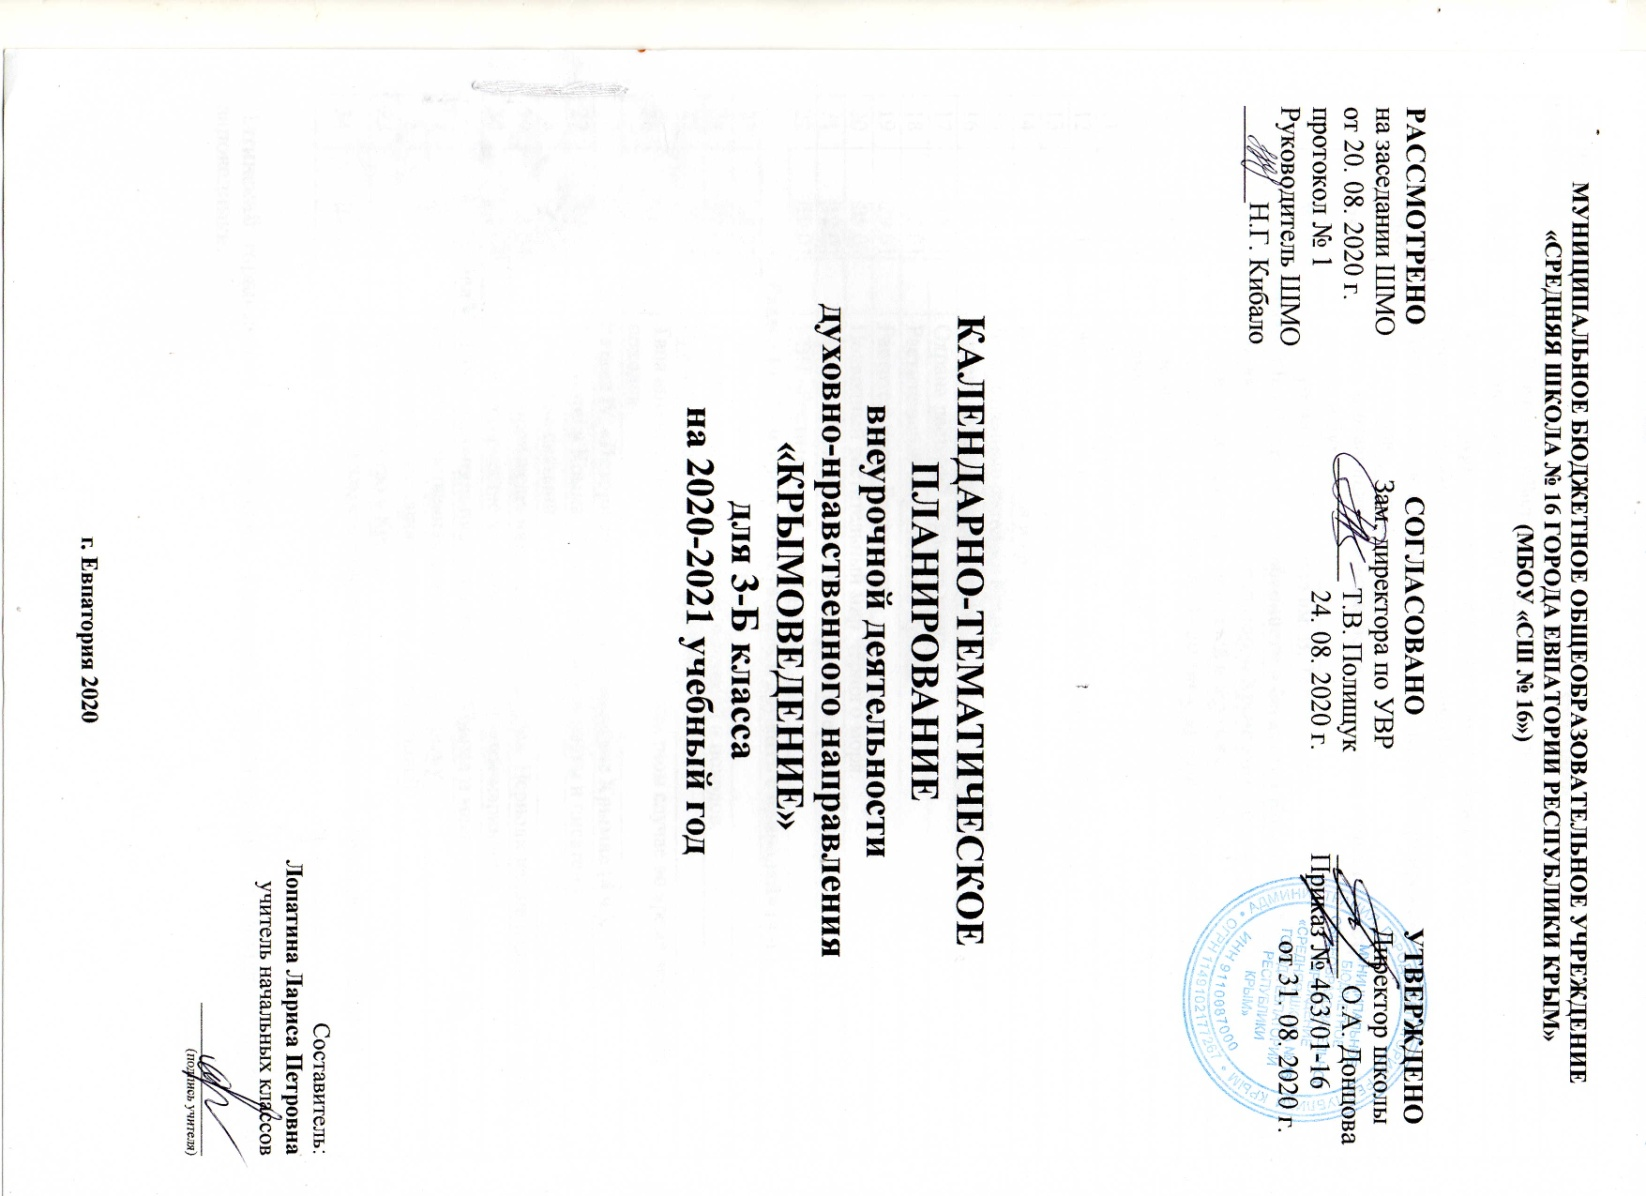 МУНИЦИПАЛЬНОЕ БЮДЖЕТНОЕ ОБЩЕОБРАЗОВАТЕЛЬНОЕ УЧРЕЖДЕНИЕ
«СРЕДНЯЯ ШКОЛА № 16 ГОРОДА ЕВПАТОРИИ РЕСПУБЛИКИ КРЫМ»
(МБОУ «СШ № 16»)
РАССМОТРЕНО
на заседании ШМО
от 20. 08. 2020 г.
протокол № 1
Руководитель ШМО
Н.Г. Кибало
СОГЛАСОВАНО
Зам. директора по УВР
Т.В. Полищук
24. 08. 2020 г.
УТВЕРЖДЕНО
Директор школы
О.А. Донцова
Приказ № 463/01-16
от 31. 08. 2020 г.
КАЛЕНДАРНО-ТЕМАТИЧЕСКОЕ
ПЛАНИРОВАНИЕ
внеурочной деятельности
духовно-нравственного направления
«КРЫМОВЕДЕНИЕ»
для 3-Б класса
на 2020-2021 учебный год
Составитель:
Лопатина Лариса Петровна
учитель начальных классов
(подпись учителя)
г. Евпатория 2020